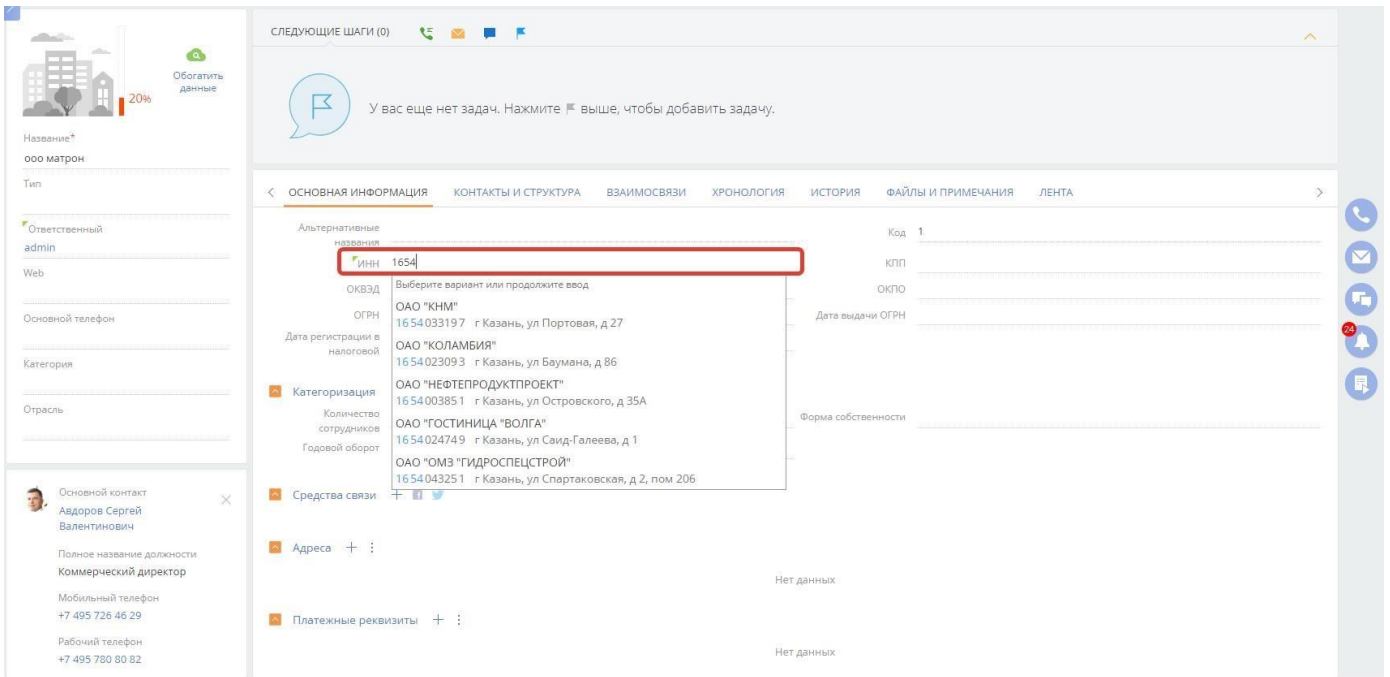 Обогатить
данные
20%
Название*
ооо матрон
Тип
Ответственный
admin
Web
Основной телефон
Категория
Отрасль
Основной контакт
Авдоров Сергей
Валентинович
Полное название должности
Коммерческий директор
Мобильный телефон
+7 495 726 46 29
Рабочий телефон
+7 495 780 80 82
СЛЕДУЮЩИЕ ШАГИ (0)
У вас еще нет задач. Нажмите выше, чтобы добавить задачу.
ОСНОВНАЯ ИНФОРМАЦИЯ КОНТАКТЫ И СТРУКТУРА ВЗАИМОСВЯЗИ ХРОНОЛОГИЯ ИСТОРИЯ ФАЙЛЫ И ПРИМЕЧАНИЯ ЛЕНТА
Альтернативные
названия
Код 1
ИНН 1654
КПП
ОКВЭД
ОКПО
ОГРН
Дата выдачи ОГРН
Дата регистрации в
налоговой
Выберите вариант или продолжите ввод
ОАО "КНМ"
1654033197 г Казань, ул Портовая, д 27
ОАО "КОЛАМБИЯ"
1654023093 г Казань, ул Баумана, д 86
ОАО "НЕФТЕПРОДУКТПРОЕКТ"
1654003851 г Казань, ул Островского, д 35А
ОАО "ГОСТИНИЦА "ВОЛГА"
1654024749 г Казань, ул Саид-Галеева, д 1
ОАО "ОМЗ "ГИДРОСПЕЦСТРОЙ"
1654043251 г Казань, ул Спартаковская, д 2, пом 206
Категоризация
Количество
сотрудников
Форма собственности
Годовой оборот
Средства связи
Адреса
Нет данных
Платежные реквизиты
Нет данных
24